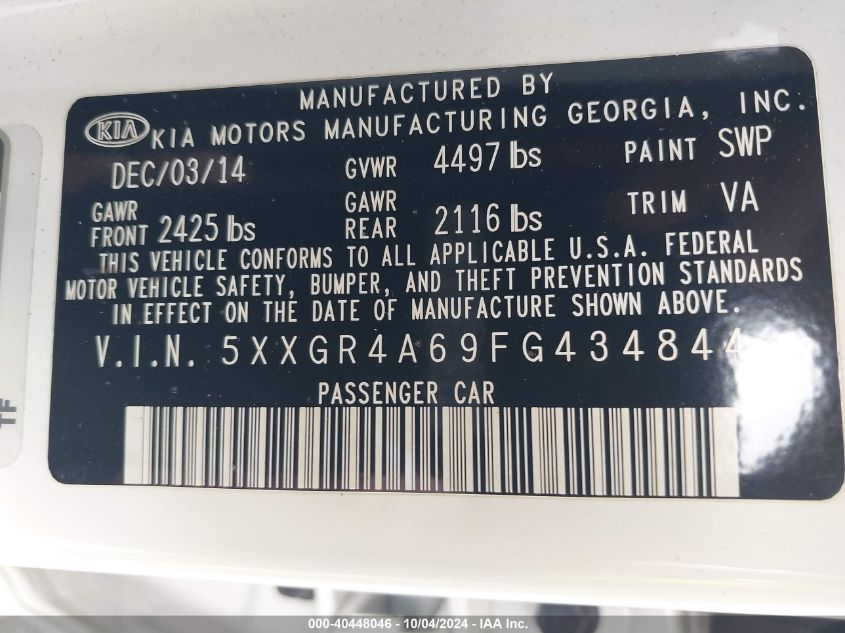 MANUFACTURED BY
KIA KIA MOTORS MANUFACTURING GEORGIA, INC.
DEC/03/14 GVWR 4497 lbs PAINT SWP
GAWR FRONT 2425 lbs GAWR REAR 2116 lbs TRIM VA
THIS VEHICLE CONFORMS TO ALL APPLICABLE U.S.A. FEDERAL
MOTOR VEHICLE SAFETY, BUMPER, AND THEFT PREVENTION STANDARDS
IN EFFECT ON THE DATE OF MANUFACTURE SHOWN ABOVE.
V.I.N. 5XXGR4A69FG434844
PASSENGER CAR
TF
000-40448046 - 10/04/2024 - IAA Inc.